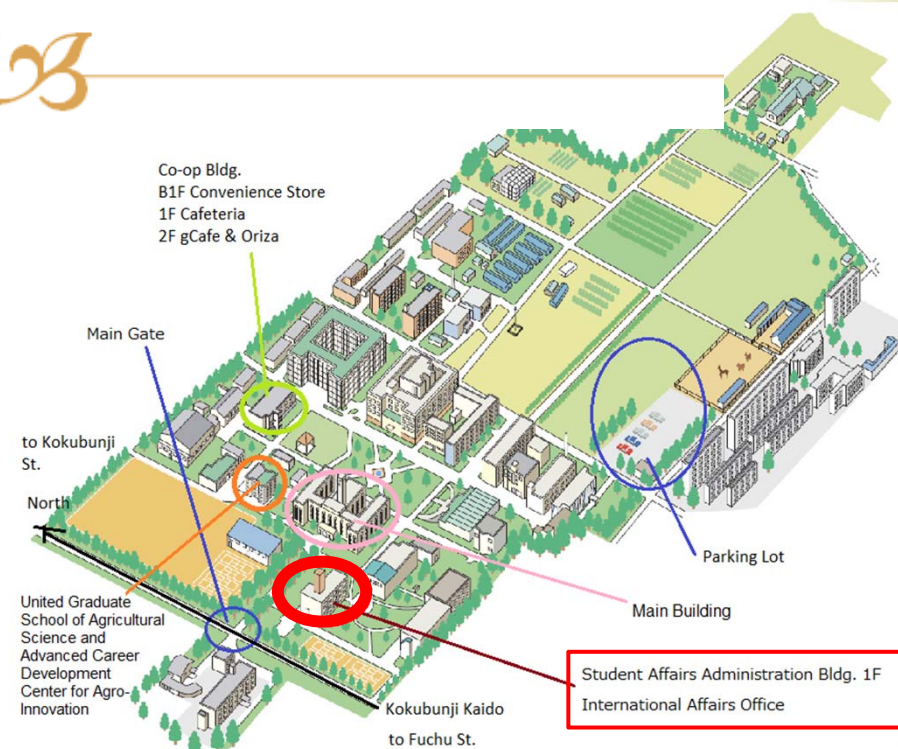 Co-op Bldg.
B1F Convenience Store
1F Cafeteria
2F gCafe & Oriza
Main Gate
to Kokubunji
St.
North
Parking Lot
Main Building
United Graduate
School of Agricultural
Science and
Advanced Career
Development
Center for Agro-
Innovation
Student Affairs Administration Bldg. 1F
International Affairs Office
Kokubunji Kaido
to Fuchu St.